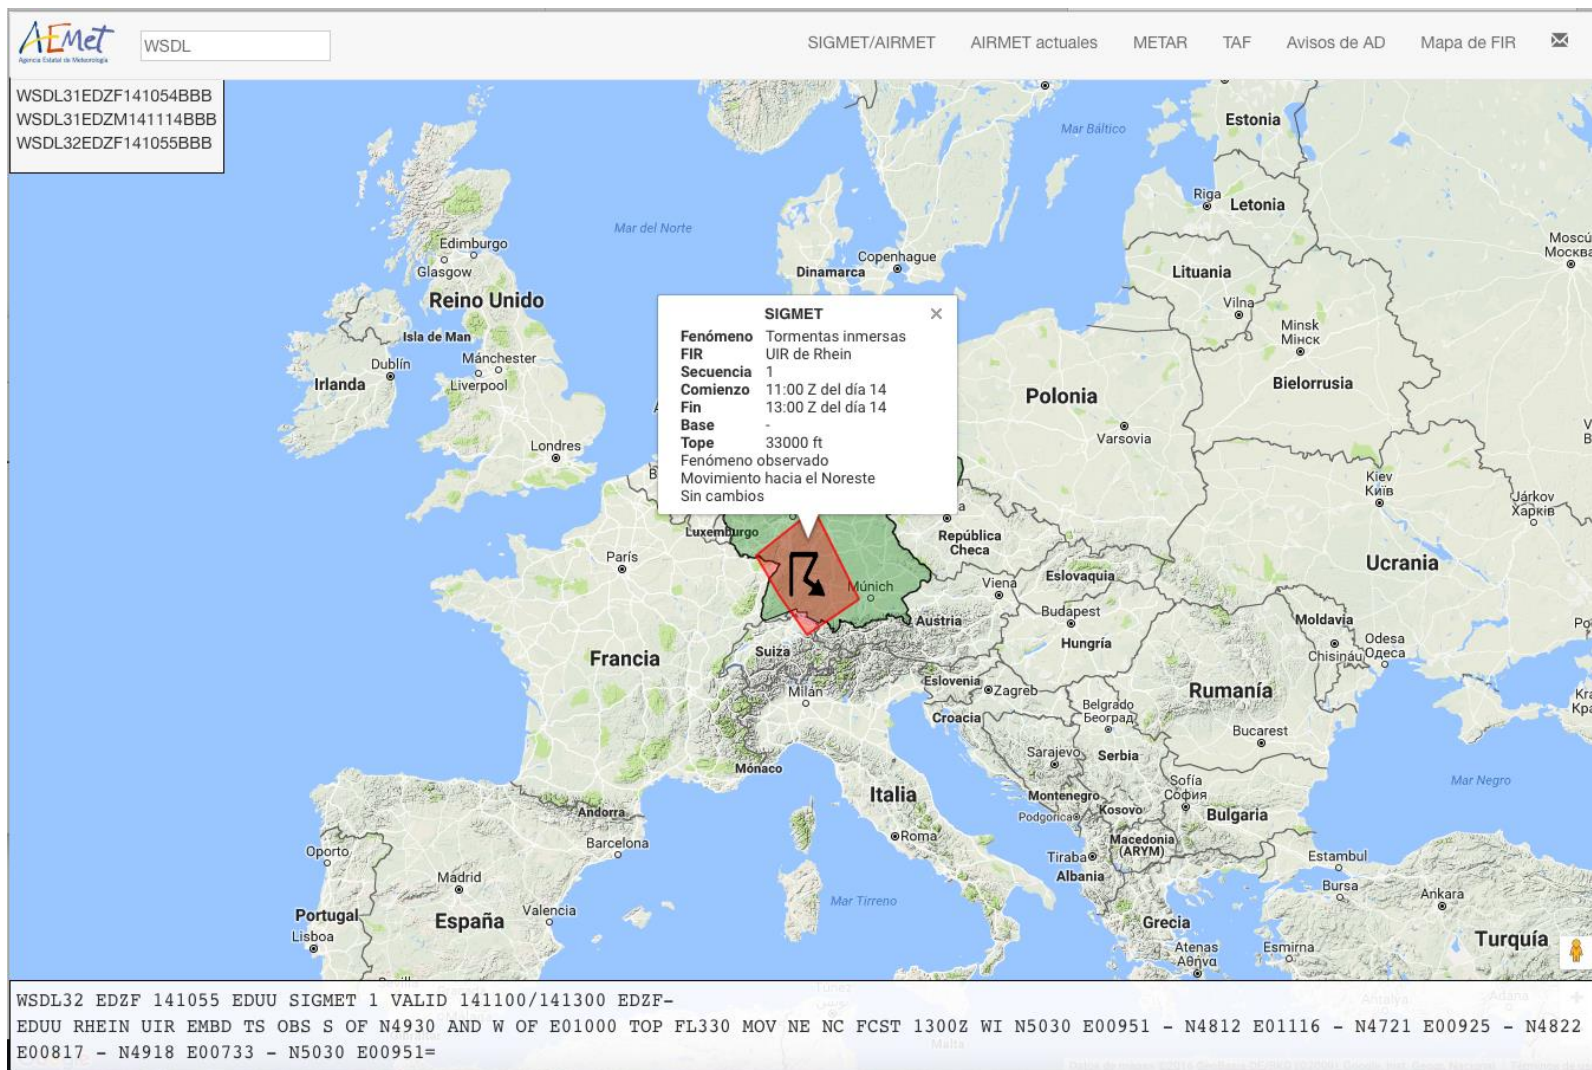 AEMet
Agencia Estatal de Meteorología
WSDL
SIGMET/AIRMET AIRMET actuales METAR TAF Avisos de AD Mapa de FIR
WSDL31EDZF141054BBB
WSDL31EDZM141114BBB
WSDL32EDZF141055BBB
Mar Báltico
Estonia
Riga
Letonia
Mar del Norte
Edimburgo
Glasgow
Copenhague
Dinamarca
Lituania
Moscú
Москва
Reino Unido
Vilna
Minsk
Мінск
Isla de Man
Dublín
Mánchester
Irlanda
Liverpool
Bielorrusia
SIGMET
Fenómeno Tormentas inmersas
FIR UIR de Rhein
Secuencia 1
Comienzo 11:00 Z del día 14
Fin 13:00 Z del día 14
Base -
Tope 33000 ft
Fenómeno observado
Movimiento hacia el Noreste
Sin cambios
Polonia
Varsovia
Londres
Kiev
Київ
Járkov
Харків
Luxemburgo
República
Checa
París
Ucrania
Múnich
Viena
Eslovaquia
Budapest
Austria
Moldavia
Hungría
Odesa
Одеса
Chisináu
Suiza
Francia
Eslovenia
Zagreb
Milán
Rumanía
Belgrado
Београд
Croacia
Bucarest
Sarajevo
Serbia
Mónaco
Sofía
София
Mar Negro
Italia
Montenegro
Kosovo
Podgorica
Bulgaria
Andorra
Roma
Macedonia
(ARYM)
Barcelona
Oporto
Tiraba
Albania
Estambul
Madrid
Bursa
Ankara
Mar Tirreno
Portugal
España
Valencia
Lisboa
Grecia
Turquía
Atenas
Αθήνα
Esmirna
WSDL32 EDZF 141055 EDUU SIGMET 1 VALID 141100/141300 EDZF-
EDUU RHEIN UIR EMBD TS OBS S OF N4930 AND W OF E01000 TOP FL330 MOV NE NC FCST 1300Z WI N5030 E00951 - N4812 E01116 - N4721 E00925 - N4822
E00817 - N4918 E00733 - N5030 E00951=